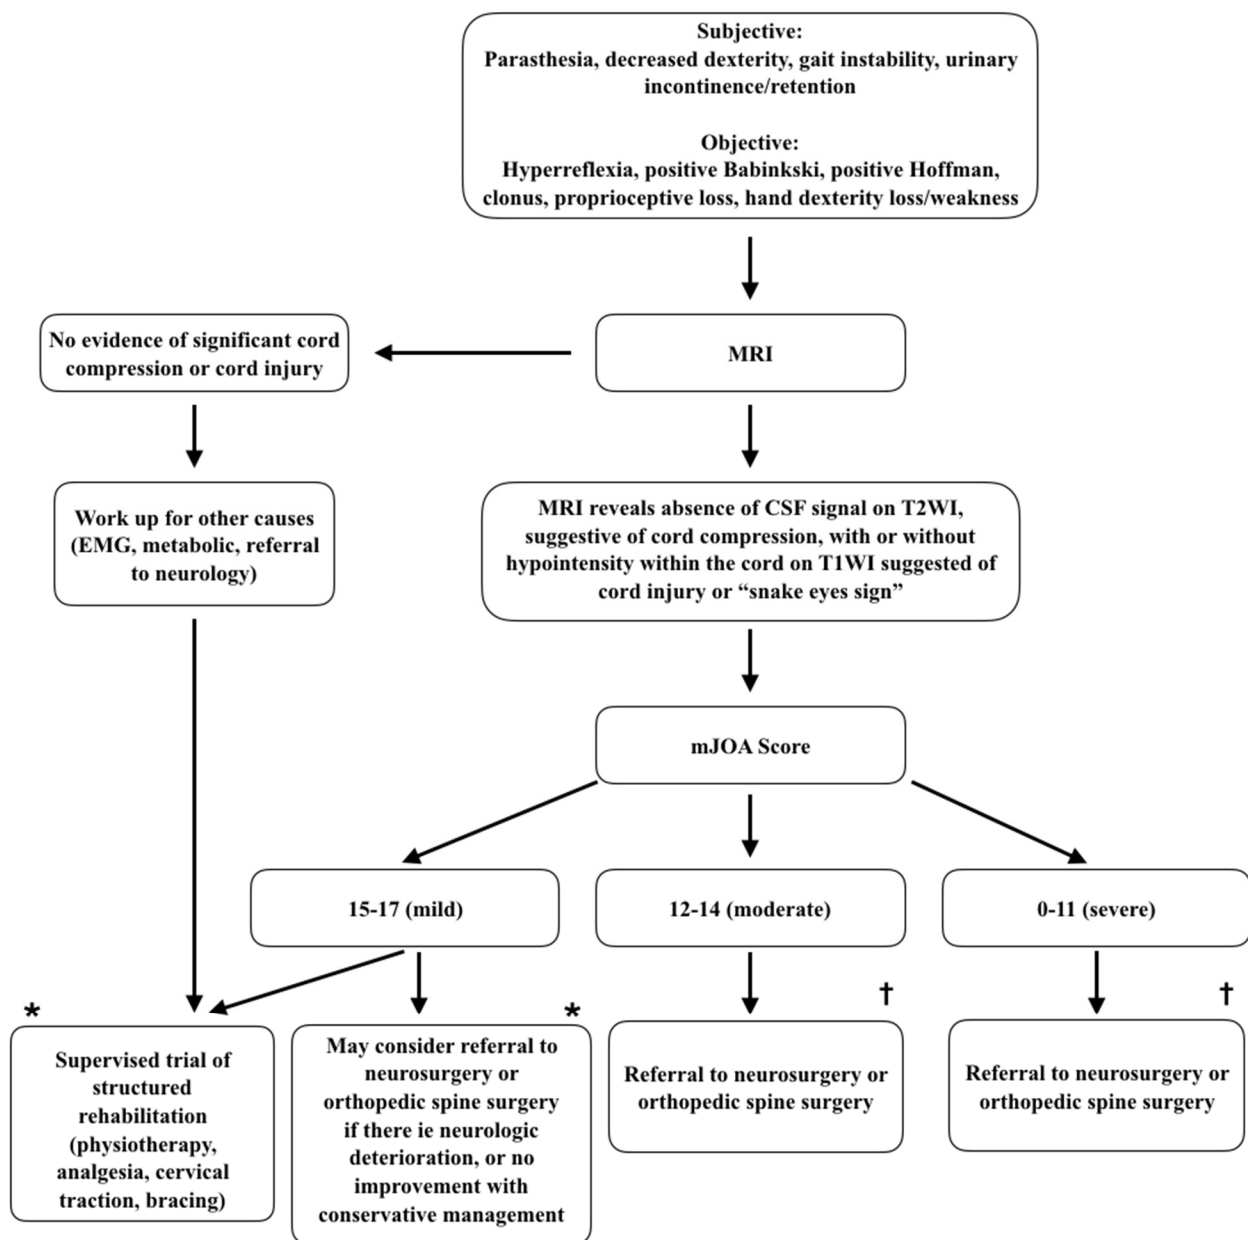 Subjective:
Parasthesia, decreased dexterity, gait instability, urinary
incontinence/retention
Objective:
Hyperreflexia, positive Babinkski, positive Hoffman,
clonus, proprioceptive loss, hand dexterity loss/weakness
No evidence of significant cord
compression or cord injury
MRI
Work up for other causes
(EMG, metabolic, referral
to neurology)
MRI reveals absence of CSF signal on T2WI,
suggestive of cord compression, with or without
hypointensity within the cord on T1WI suggested of
cord injury or “snake eyes sign”
mJOA Score
15-17 (mild)
12-14 (moderate)
0-11 (severe)
*
Supervised trial of
structured
rehabilitation
(physiotherapy,
analgesia, cervical
traction, bracing)
*
May consider referral to
neurosurgery or
orthopedic spine surgery
if there ie neurologic
deterioration, or no
improvement with
conservative management
†
Referral to neurosurgery or
orthopedic spine surgery
†
Referral to neurosurgery or
orthopedic spine surgery